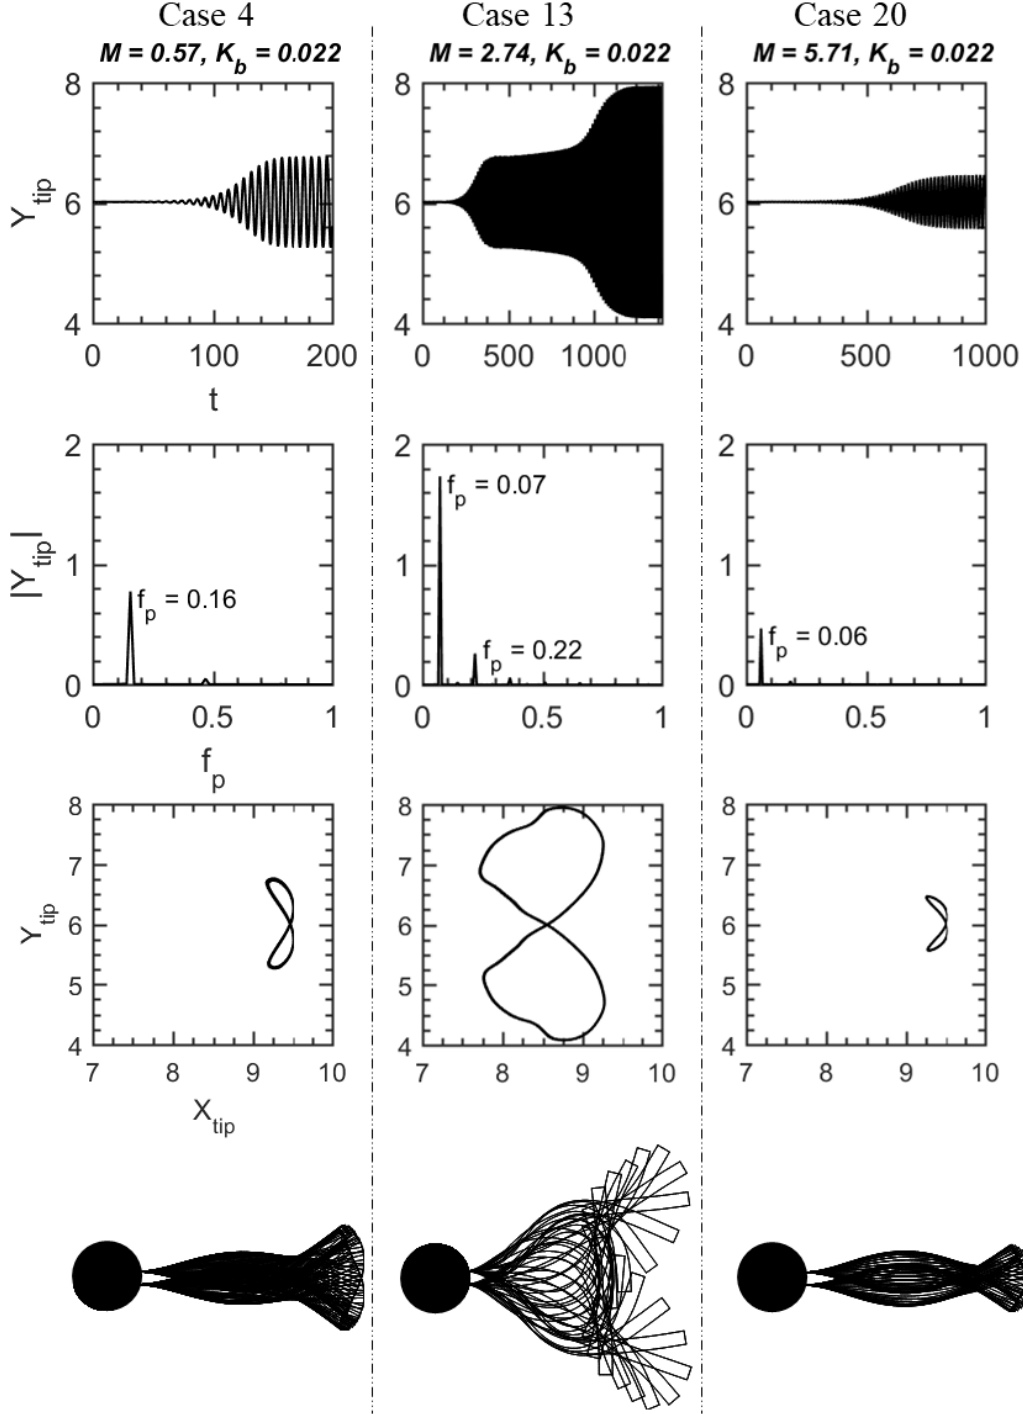 Case 4 Case 13 Case 20
M = 0.57, K_b = 0.022 M = 2.74, K_b = 0.022 M = 5.71, K_b = 0.022
8 8 8
Y_tip
6 6 6
4 4 4
0 100 200 0 500 1000 0 500 1000
t
2 2 2
f_p = 0.07
|Y_tip|
1 1 1
f_p = 0.16 f_p = 0.22 f_p = 0.06
0 0 0
0 0.5 1 0 0.5 1 0 0.5 1
f_p
8 8 8
7 7 7
Y_tip
6 6 6
5 5 5
4 4 4
7 8 9 10 7 8 9 10 7 8 9 10
X_tip